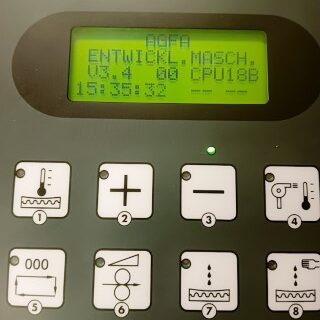 AGFA
ENTWICKL,MASCH,
V3,4 00 CPU18B
15:35:32 -- --
1
2
3
4
000
5
6
7
8